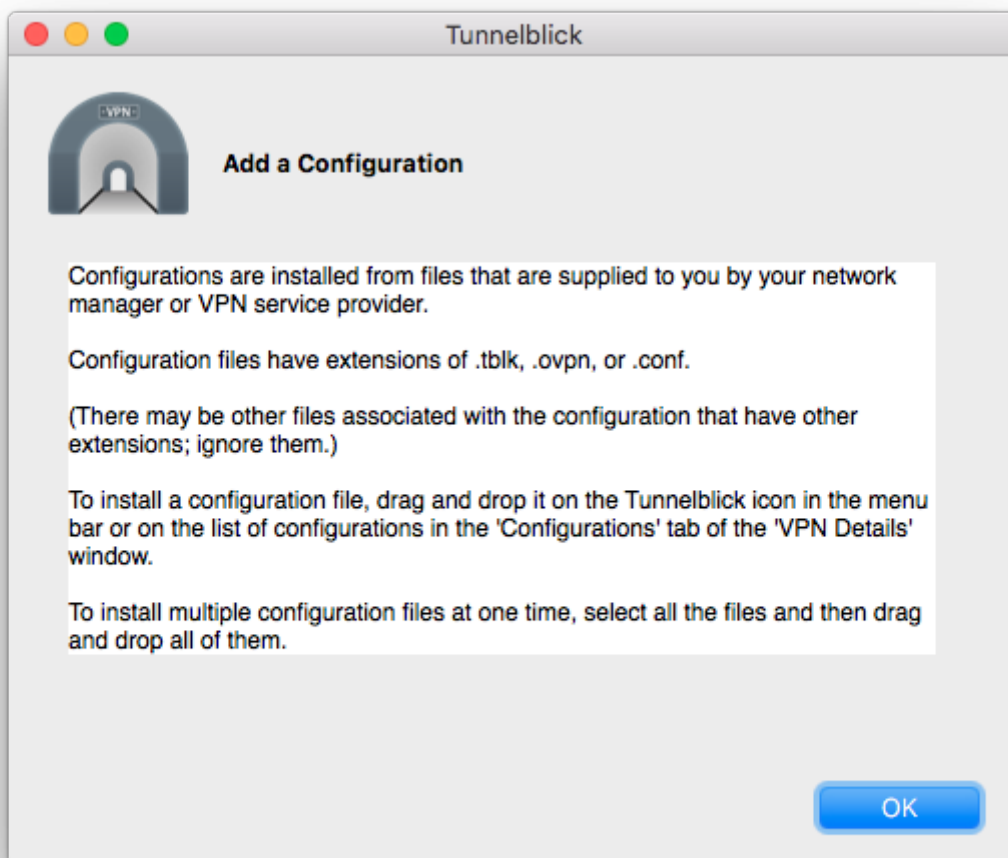 Tunnelblick
VPN
Add a Configuration
Configurations are installed from files that are supplied to you by your network
manager or VPN service provider.
Configuration files have extensions of .tblk, .ovpn, or .conf.
(There may be other files associated with the configuration that have other
extensions; ignore them.)
To install a configuration file, drag and drop it on the Tunnelblick icon in the menu
bar or on the list of configurations in the 'Configurations' tab of the 'VPN Details'
window.
To install multiple configuration files at one time, select all the files and then drag
and drop all of them.
OK